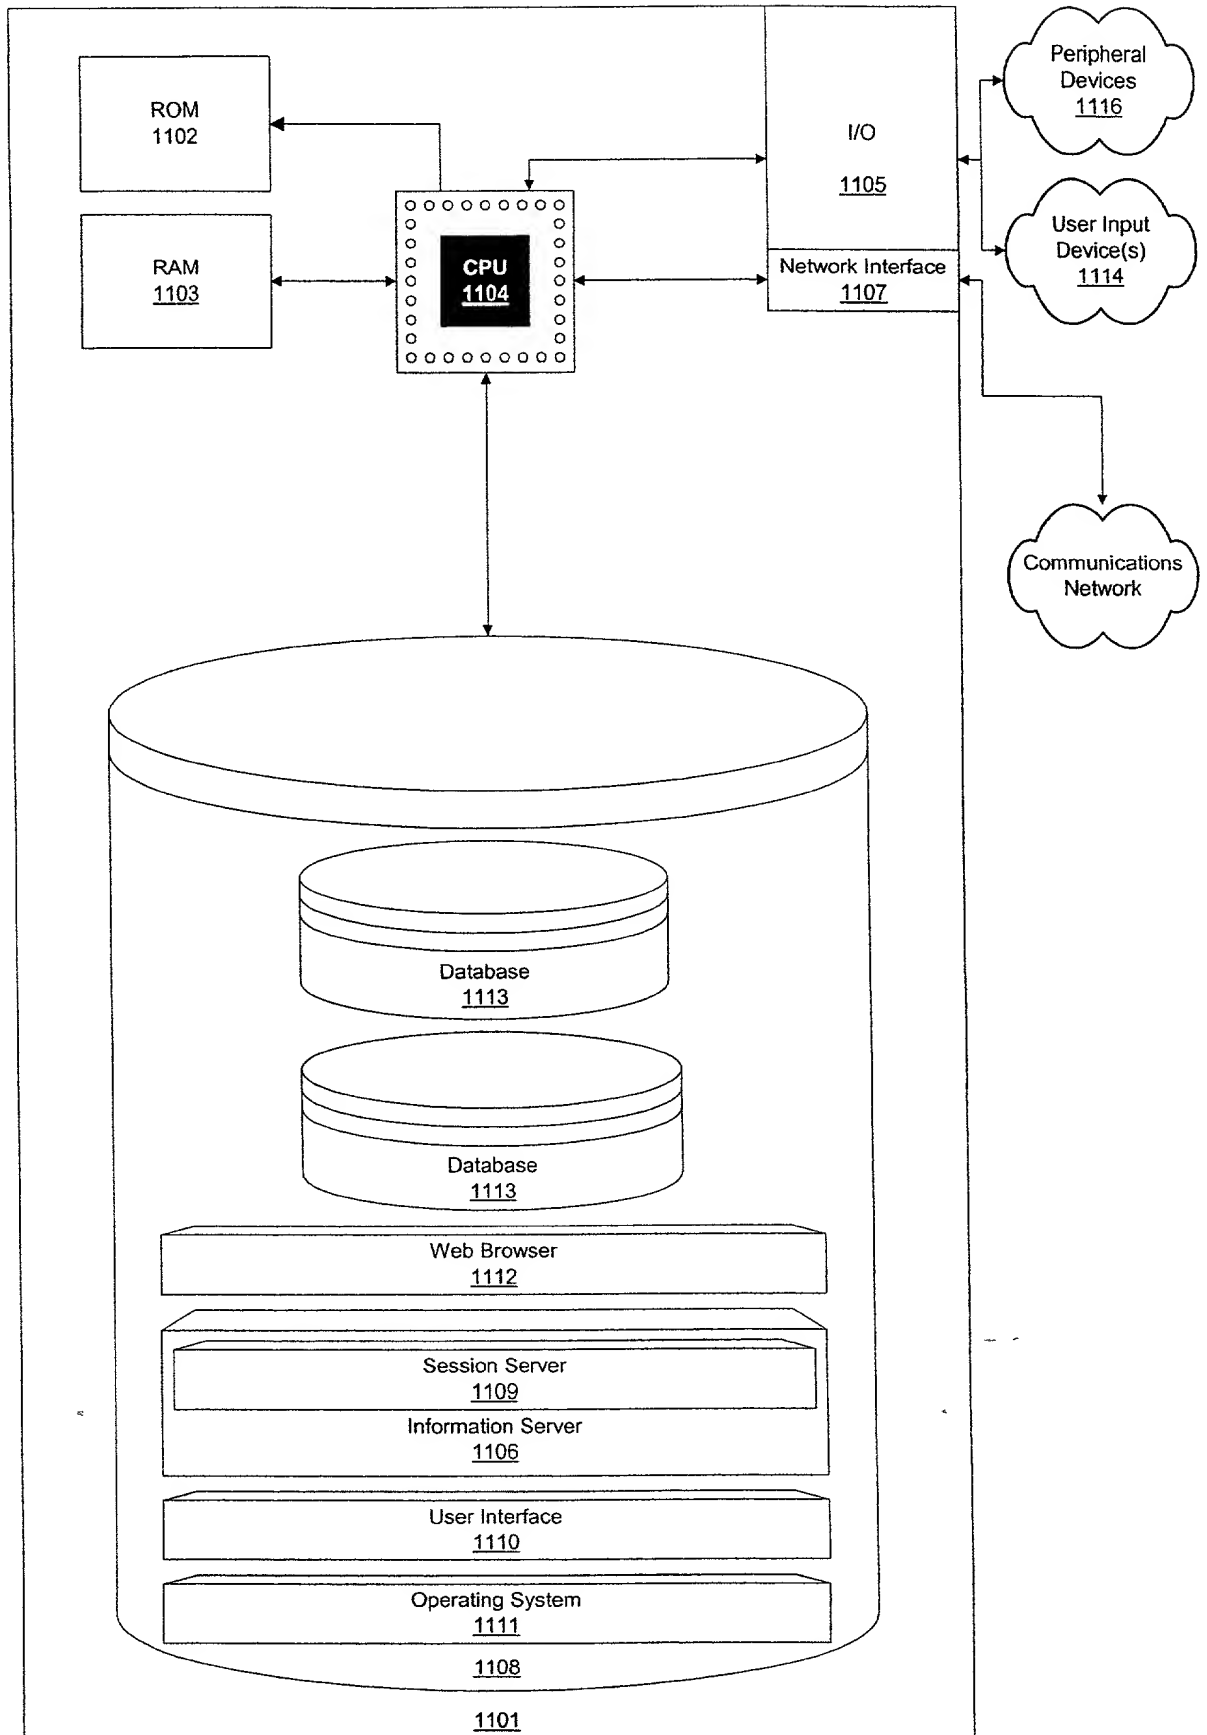 ROM
1102
RAM
1103
CPU
1104
I/O
1105
Network Interface
1107
Peripheral
Devices
1116
User Input
Device(s)
1114
Communications
Network
Database
1113
Database
1113
Web Browser
1112
Session Server
1109
Information Server
1106
User Interface
1110
Operating System
1111
1108
1101